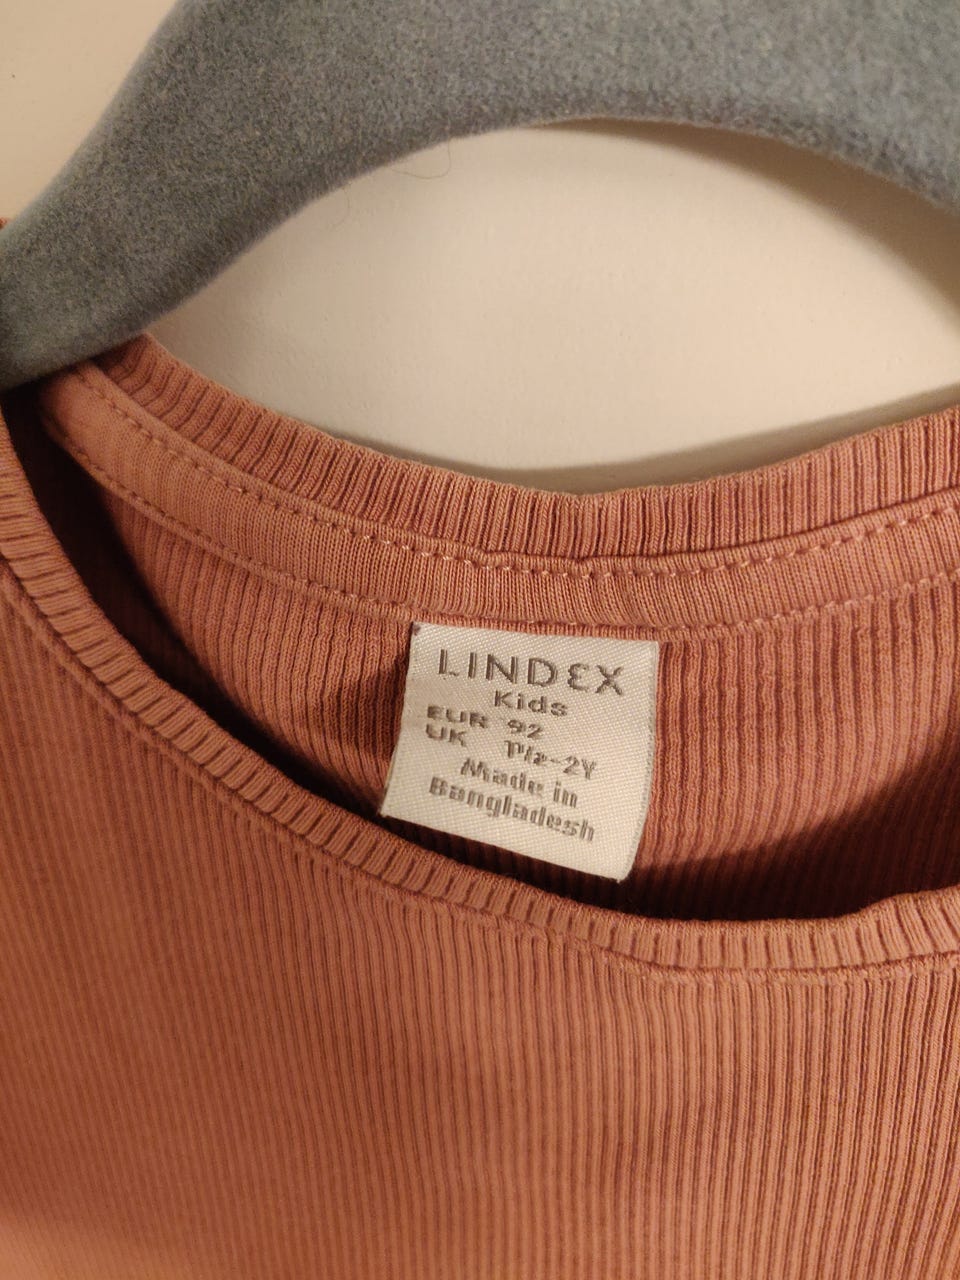 LINDEX
Kids
EUR 92
UK 1½-2Y
Made in
Bangladesh